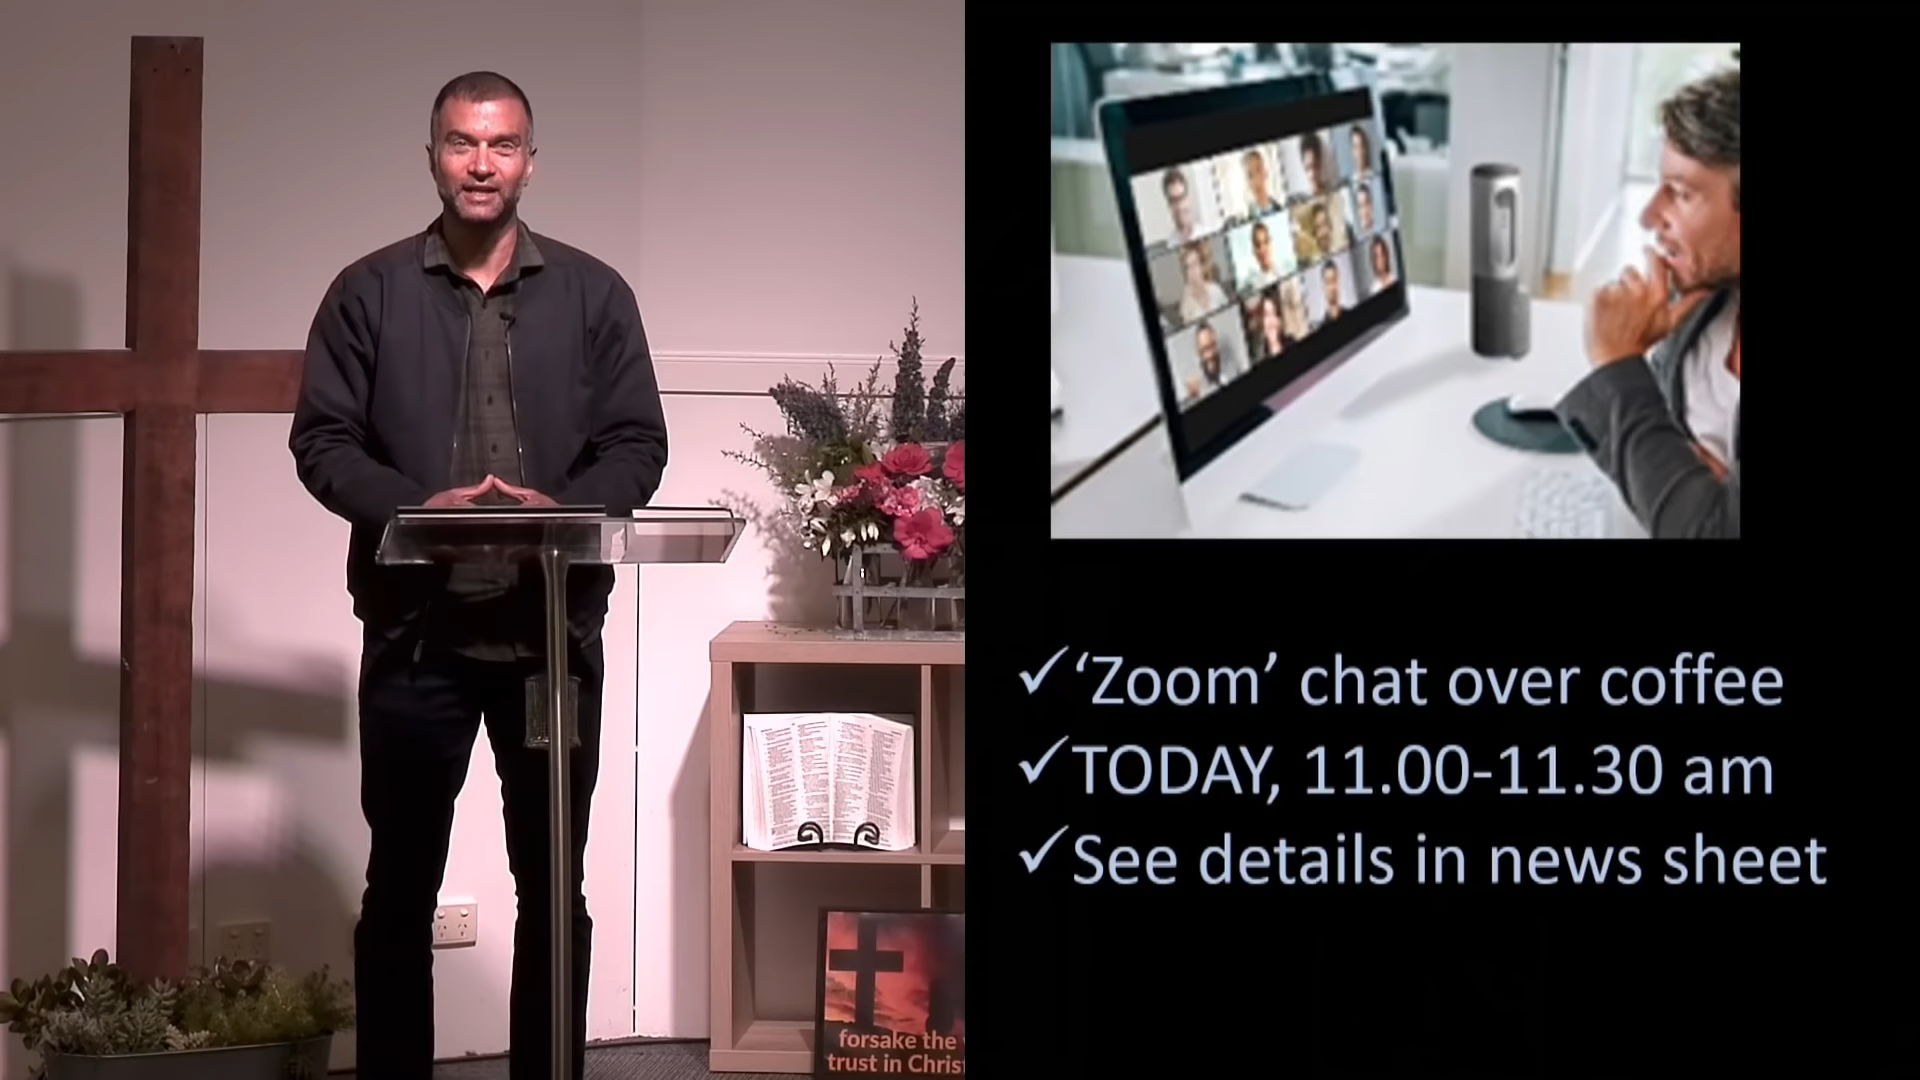 ✓‘Zoom’ chat over coffee
✓TODAY, 11.00-11.30 am
✓See details in news sheet
forsake the
trust in Christ